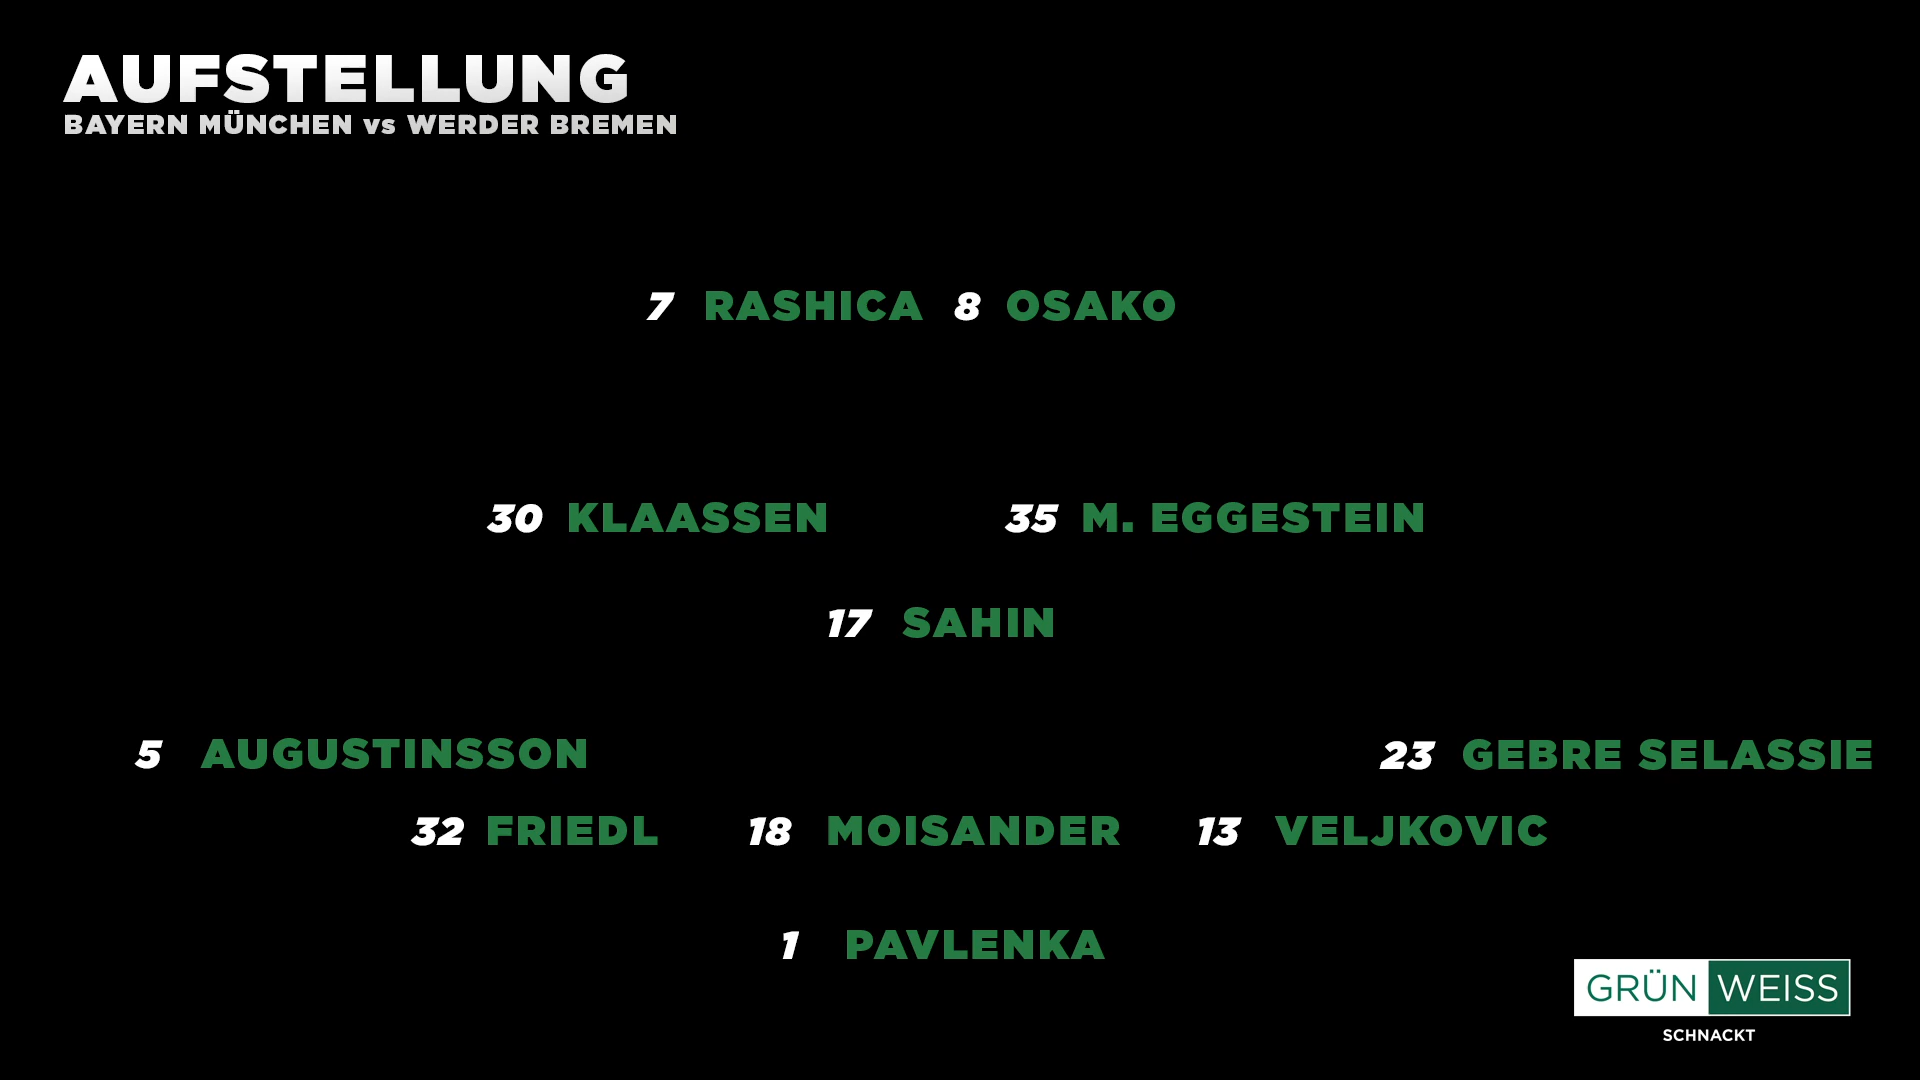 AUFSTELLUNG
BAYERN MÜNCHEN vs WERDER BREMEN
7 RASHICA 8 OSAKO
30 KLAASSEN 35 M. EGGESTEIN
17 SAHIN
5 AUGUSTINSSON 23 GEBRE SELASSIE
32 FRIEDL 18 MOISANDER 13 VELJKOVIC
1 PAVLENKA
GRÜN WEISS
SCHNACKT